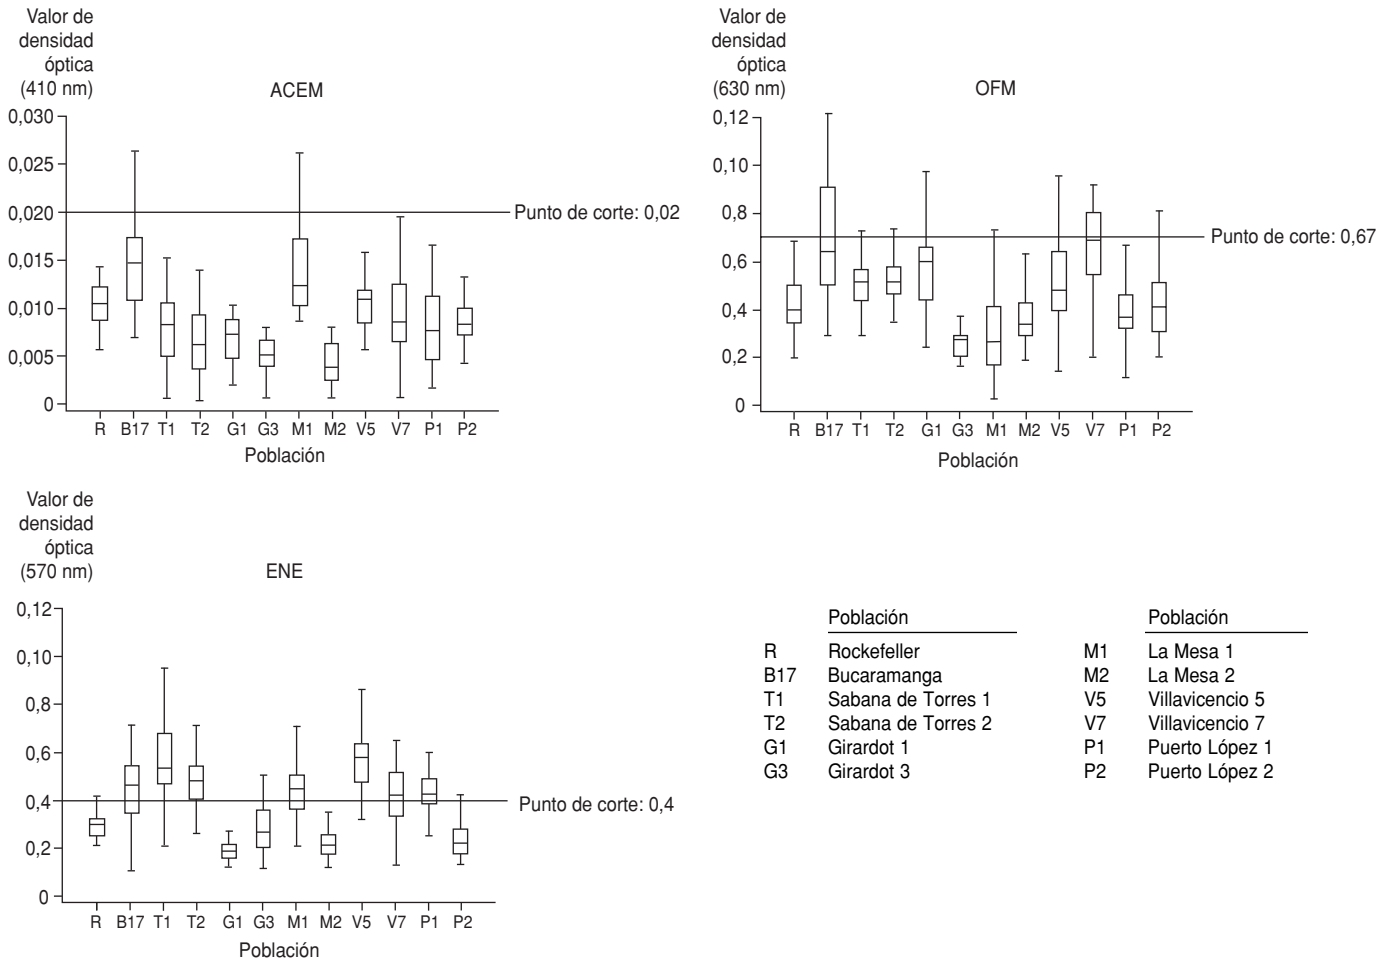 Valor de
densidad
óptica
(410 nm)
ACEM
0,030
0,025
0,020
0,015
0,010
0,005
0
Punto de corte: 0,02
R B17 T1 T2 G1 G3 M1 M2 V5 V7 P1 P2
Población
Valor de
densidad
óptica
(630 nm)
OFM
0,12
0,10
0,8
0,6
0,4
0,2
0
Punto de corte: 0,67
R B17 T1 T2 G1 G3 M1 M2 V5 V7 P1 P2
Población
Valor de
densidad
óptica
(570 nm)
ENE
0,12
0,10
0,8
0,6
0,4
0,2
0
Punto de corte: 0,4
R B17 T1 T2 G1 G3 M1 M2 V5 V7 P1 P2
Población
Población
R Rockefeller
B17 Bucaramanga
T1 Sabana de Torres 1
T2 Sabana de Torres 2
G1 Girardot 1
G3 Girardot 3
Población
M1 La Mesa 1
M2 La Mesa 2
V5 Villavicencio 5
V7 Villavicencio 7
P1 Puerto López 1
P2 Puerto López 2